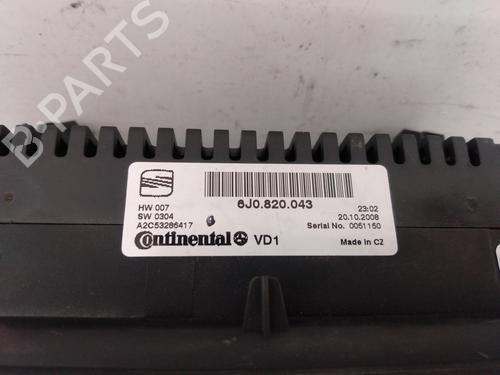 6J0.820.043
HW 007
SW 0304
A2C53286417
23:02
20.10.2008
Serial No. 0051150
Continental VD1
Made in CZ
B-PARTS